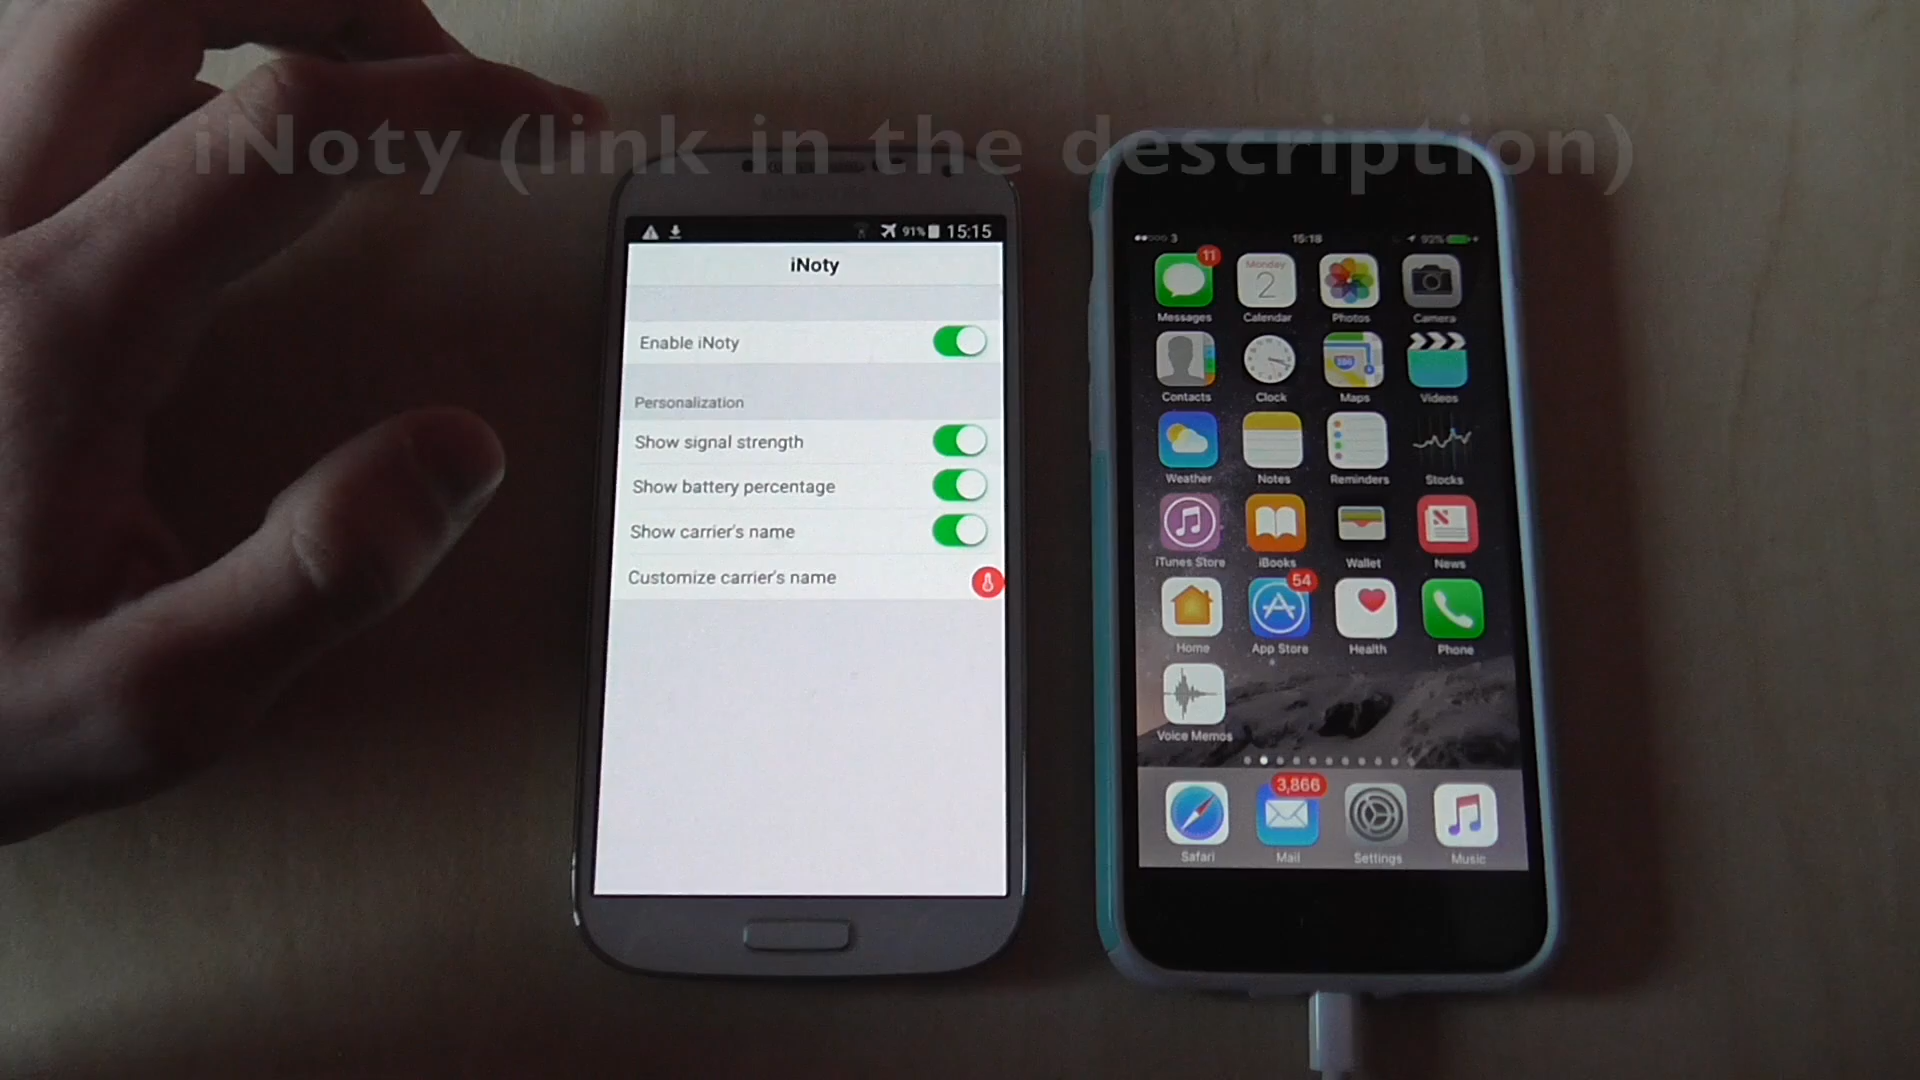 iNoty (link in the description)
91% 15:15
iNoty
Enable iNoty
Personalization
Show signal strength
Show battery percentage
Show carrier's name
Customize carrier's name
3 15:18 92%
11
Messages
Monday
2
Calendar
Photos
Camera
Contacts
Clock
Maps
Videos
280
Weather
Notes
Reminders
Stocks
iTunes Store
iBooks
Wallet
News
54
Home
App Store
Health
Phone
Voice Memos
3,866
Safari
Mail
Settings
Music